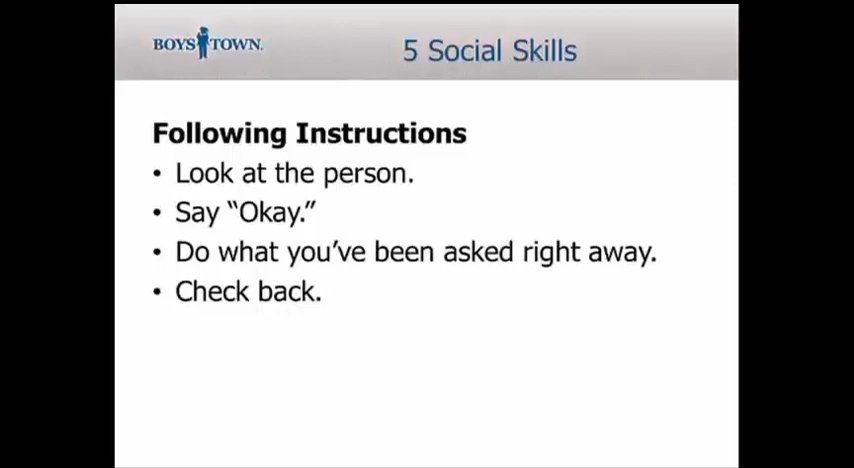 BOYS TOWN.
5 Social Skills
Following Instructions
• Look at the person.
• Say “Okay.”
• Do what you’ve been asked right away.
• Check back.